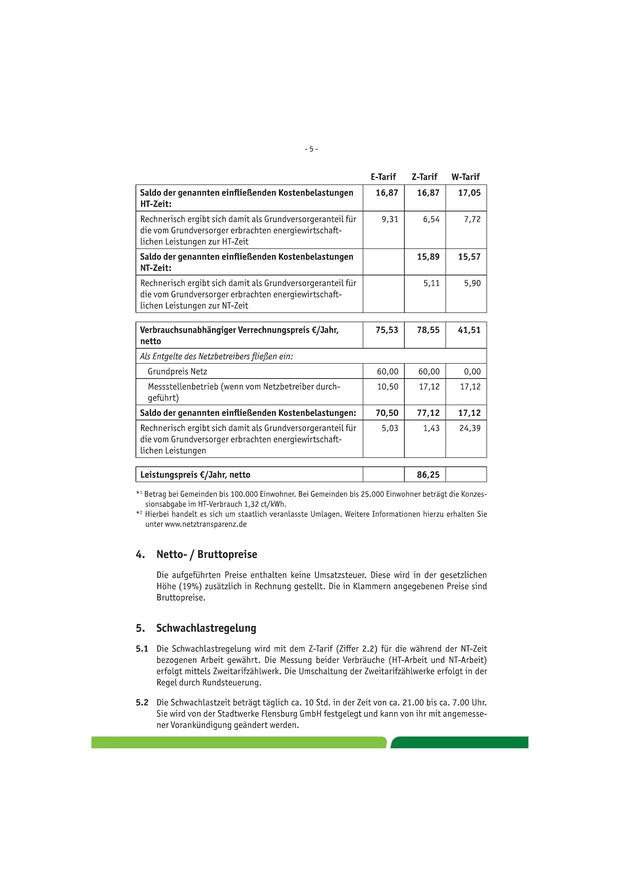 - 5 -
E-Tarif Z-Tarif W-Tarif
Saldo der genannten einfließenden Kostenbelastungen 16,87 16,87 17,05
HT-Zeit:
Rechnerisch ergibt sich damit als Grundversorgeranteil für 9,31 6,54 7,72
die vom Grundversorger erbrachten energiewirtschaft-
lichen Leistungen zur HT-Zeit
Saldo der genannten einfließenden Kostenbelastungen 15,89 15,57
NT-Zeit:
Rechnerisch ergibt sich damit als Grundversorgeranteil für 5,11 5,90
die vom Grundversorger erbrachten energiewirtschaft-
lichen Leistungen zur NT-Zeit
Verbrauchsunabhängiger Verrechnungspreis €/Jahr, 75,53 78,55 41,51
netto
Als Entgelte des Netzbetreibers fließen ein:
Grundpreis Netz 60,00 60,00 0,00
Messstellenbetrieb (wenn vom Netzbetreiber durch- 10,50 17,12 17,12
geführt)
Saldo der genannten einfließenden Kostenbelastungen: 70,50 77,12 17,12
Rechnerisch ergibt sich damit als Grundversorgeranteil für 5,03 1,43 24,39
die vom Grundversorger erbrachten energiewirtschaft-
lichen Leistungen
Leistungspreis €/Jahr, netto 86,25
*¹ Betrag bei Gemeinden bis 100.000 Einwohner. Bei Gemeinden bis 25.000 Einwohner beträgt die Konzes-
sionsabgabe im HT-Verbrauch 1,32 ct/kWh.
*² Hierbei handelt es sich um staatlich veranlasste Umlagen. Weitere Informationen hierzu erhalten Sie
unter www.netztransparenz.de
4. Netto- / Bruttopreise
Die aufgeführten Preise enthalten keine Umsatzsteuer. Diese wird in der gesetzlichen
Höhe (19%) zusätzlich in Rechnung gestellt. Die in Klammern angegebenen Preise sind
Bruttopreise.
5. Schwachlastregelung
5.1 Die Schwachlastregelung wird mit dem Z-Tarif (Ziffer 2.2) für die während der NT-Zeit
bezogenen Arbeit gewährt. Die Messung beider Verbräuche (HT-Arbeit und NT-Arbeit)
erfolgt mittels Zweitarifzählwerk. Die Umschaltung der Zweitarifzählwerke erfolgt in der
Regel durch Rundsteuerung.
5.2 Die Schwachlastzeit beträgt täglich ca. 10 Std. in der Zeit von ca. 21.00 bis ca. 7.00 Uhr.
Sie wird von der Stadtwerke Flensburg GmbH festgelegt und kann von ihr mit angemesse-
ner Vorankündigung geändert werden.